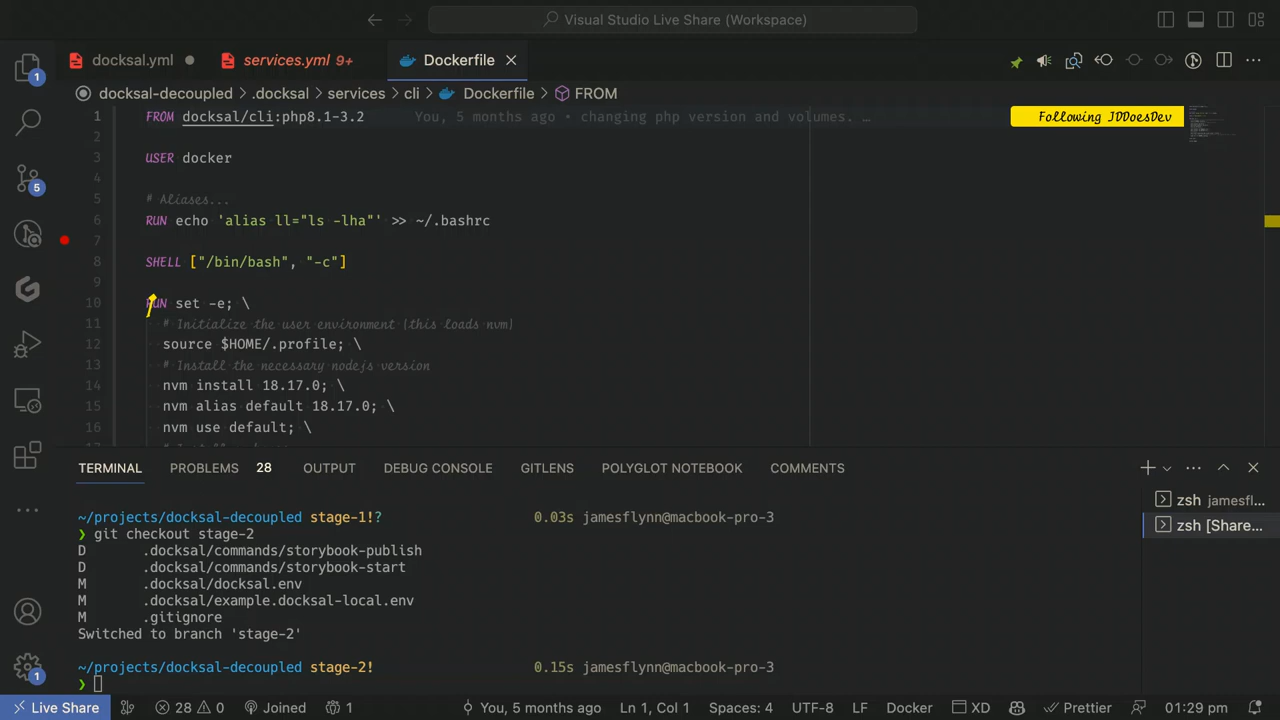 Visual Studio Live Share (Workspace)
docksal.yml
services.yml 9+
Dockerfile
docksal-decoupled > .docksal > services > cli > Dockerfile > FROM
1 FROM docksal/cli:php8.1-3.2 You, 5 months ago • changing php version and volumes. …
Following JDDoesDev
2
3 USER docker
4
5 # Aliases...
6 RUN echo 'alias ll="ls -lha"' >> ~/.bashrc
7
8 SHELL ["/bin/bash", "-c"]
9
10 RUN set -e; \
11 # Initialize the user environment (this loads nvm)
12 source $HOME/.profile; \
13 # Install the necessary nodejs version
14 nvm install 18.17.0; \
15 nvm alias default 18.17.0; \
16 nvm use default; \
1
5
1
TERMINAL PROBLEMS 28 OUTPUT DEBUG CONSOLE GITLENS POLYGLOT NOTEBOOK COMMENTS
~/projects/docksal-decoupled stage-1!? 0.03s jamesflynn@macbook-pro-3
❯ git checkout stage-2
D .docksal/commands/storybook-publish
D .docksal/commands/storybook-start
M .docksal/docksal.env
M .docksal/example.docksal-local.env
M .gitignore
Switched to branch 'stage-2'
~/projects/docksal-decoupled stage-2! 0.15s jamesflynn@macbook-pro-3
❯
zsh jamesfl...
zsh [Share...
Live Share 28 0 Joined 1 You, 5 months ago Ln 1, Col 1 Spaces: 4 UTF-8 LF Docker XD Prettier 01:29 pm